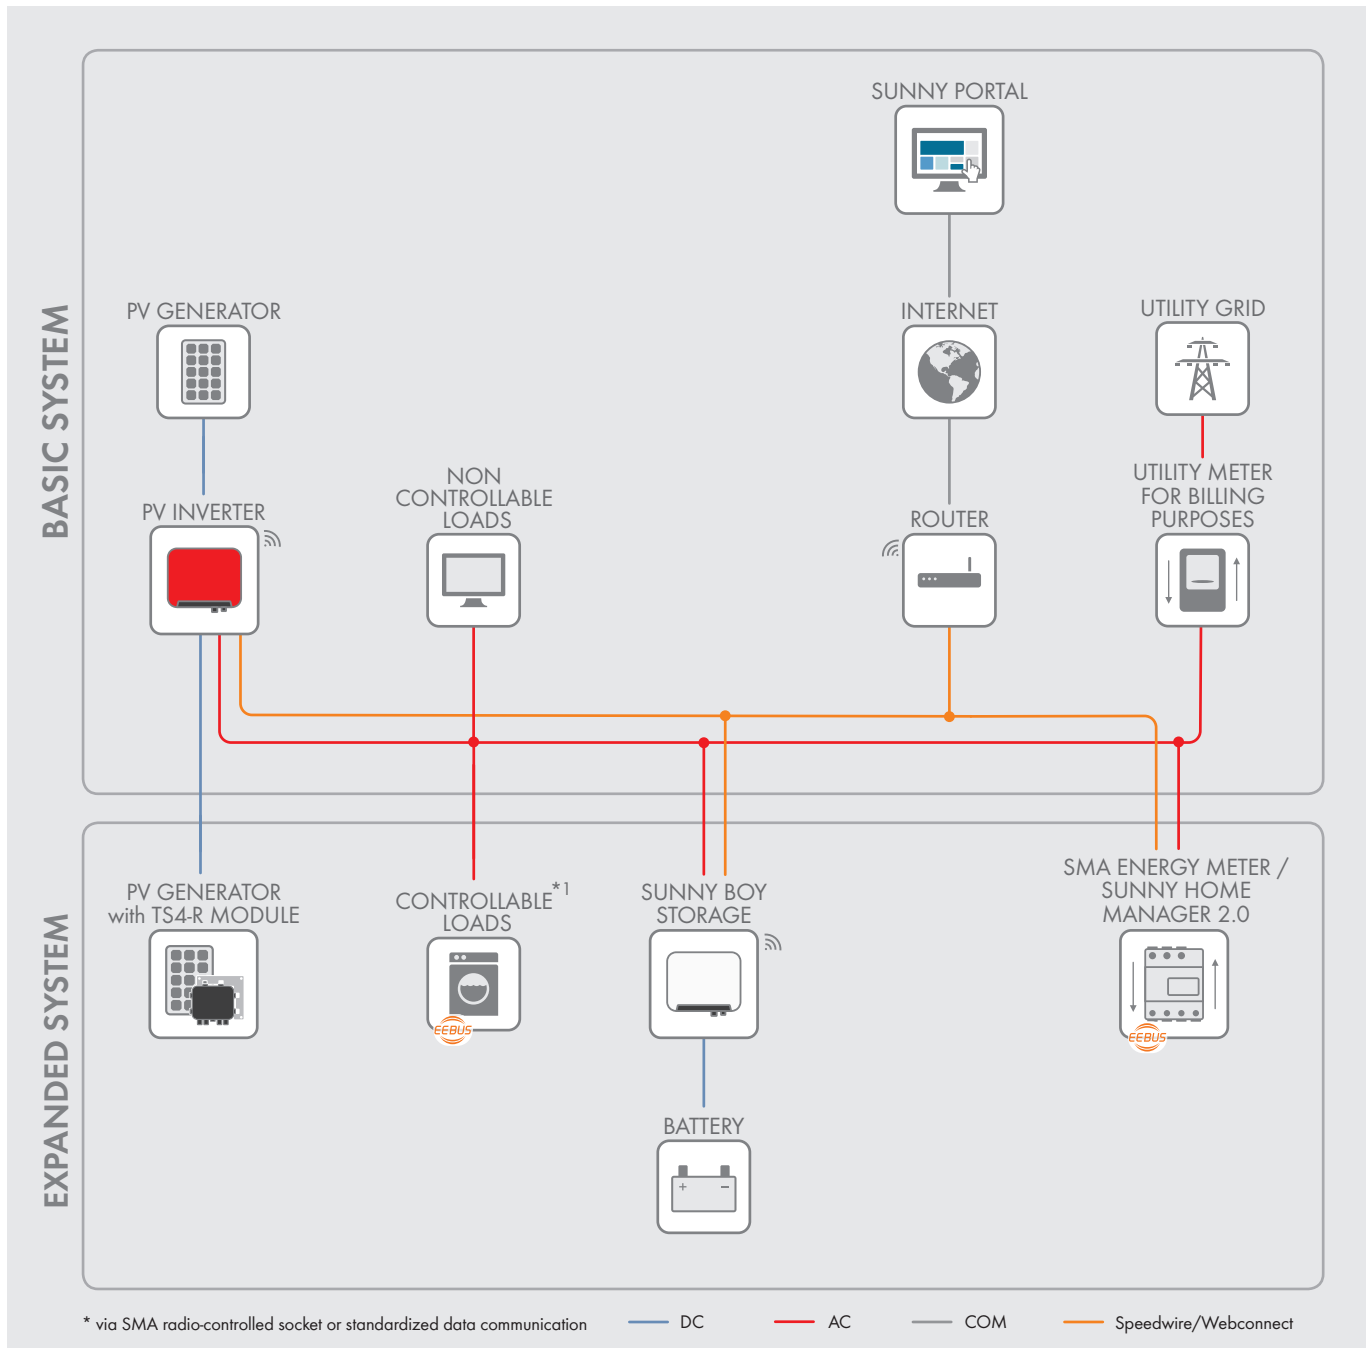 BASIC SYSTEM
SUNNY PORTAL
PV GENERATOR
INTERNET
UTILITY GRID
NON
CONTROLLABLE
LOADS
UTILITY METER
FOR BILLING
PURPOSES
PV INVERTER
ROUTER
EXPANDED SYSTEM
PV GENERATOR
with TS4-R MODULE
CONTROLLABLE*1
LOADS
SUNNY BOY
STORAGE
SMA ENERGY METER /
SUNNY HOME
MANAGER 2.0
EEBUS
EEBUS
BATTERY
+ −
* via SMA radio-controlled socket or standardized data communication
DC
AC
COM
Speedwire/Webconnect